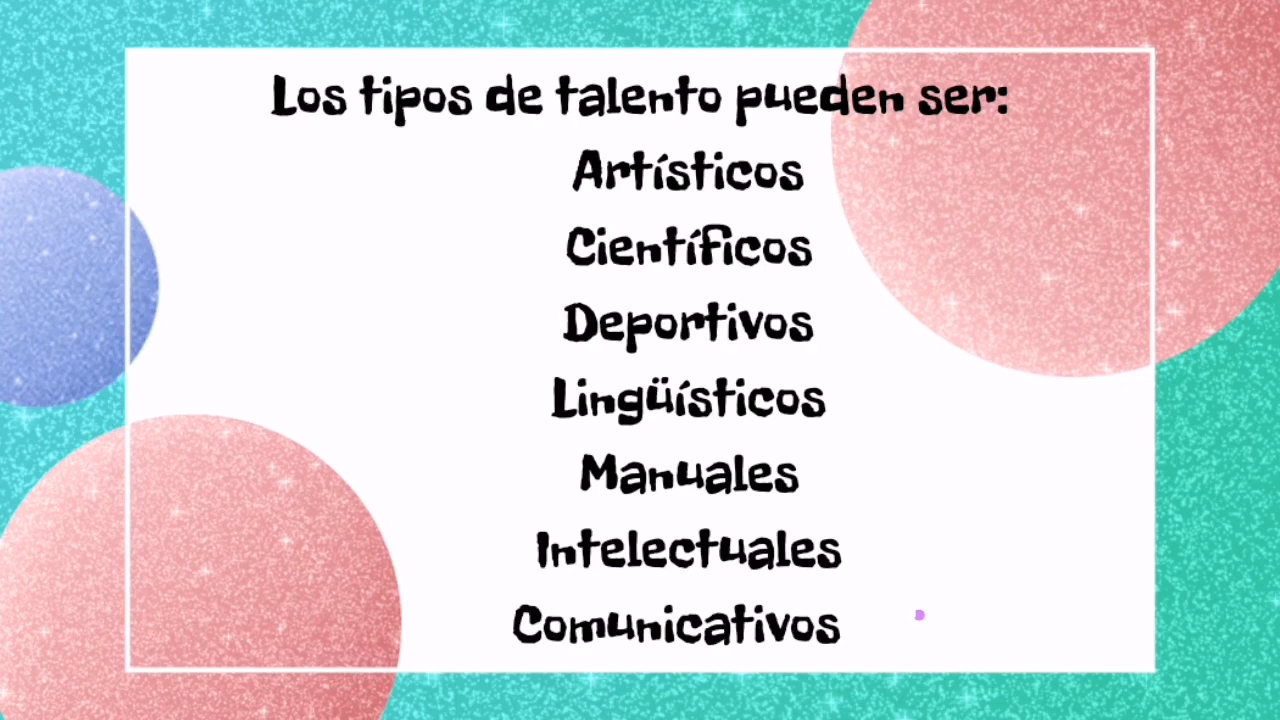 Los tipos de talento pueden ser:
Artísticos
Científicos
Deportivos
Lingüísticos
Manuales
Intelectuales
Comunicativos